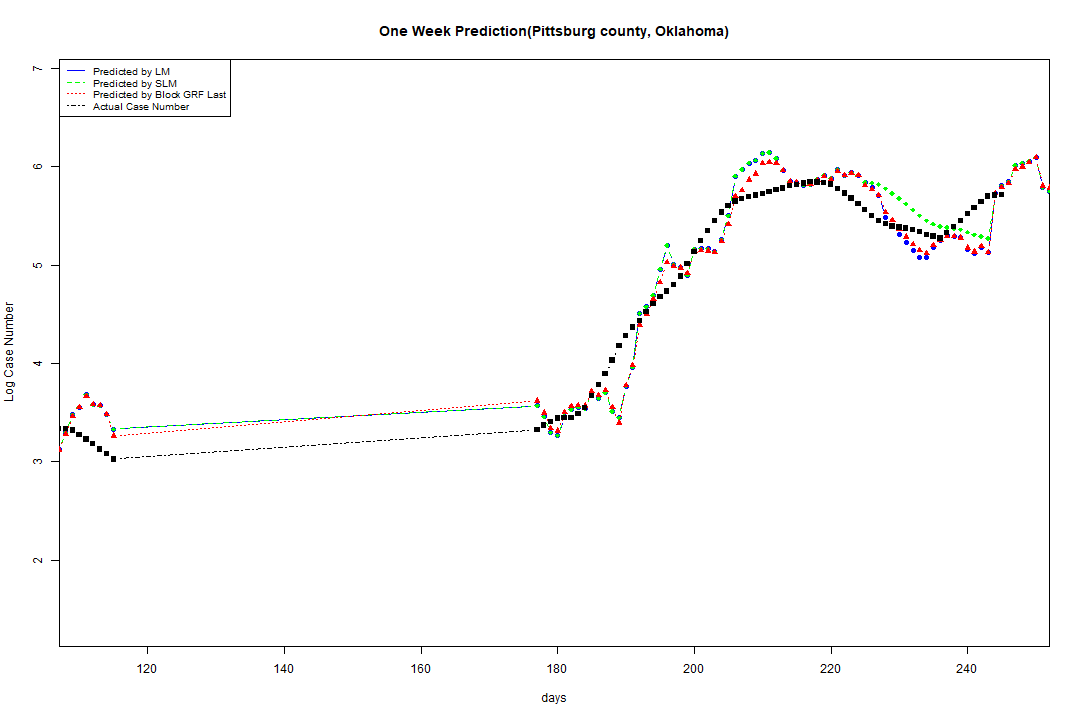 One Week Prediction(Pittsburg county, Oklahoma)
Predicted by LM
Predicted by SLM
Predicted by Block GRF Last
Actual Case Number
7
6
5
4
3
2
Log Case Number
120 140 160 180 200 220 240
days